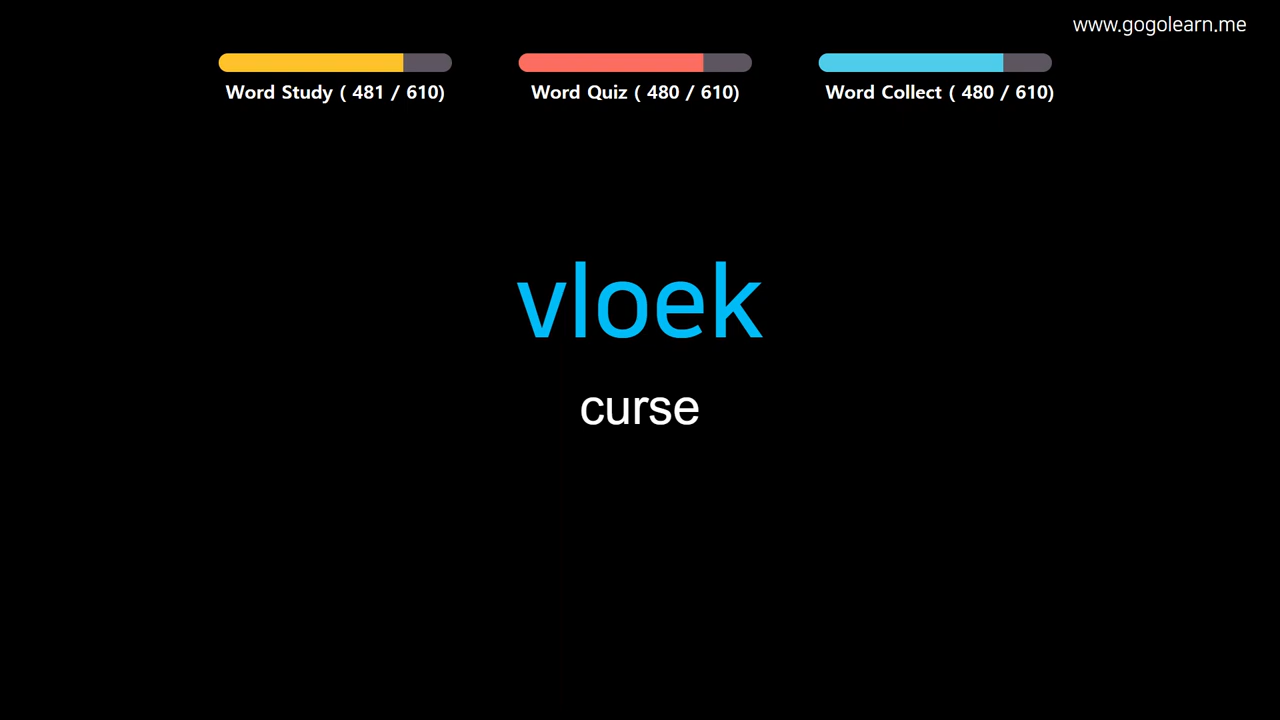 www.gogolearn.me
Word Study ( 481 / 610)
Word Quiz ( 480 / 610)
Word Collect ( 480 / 610)
vloek
curse